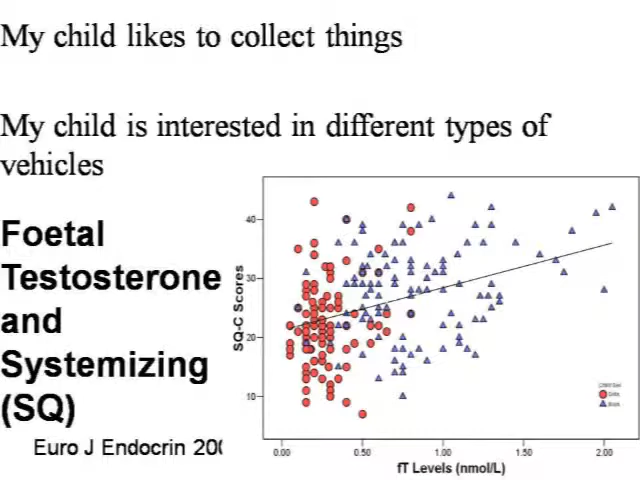 My child likes to collect things
My child is interested in different types of
vehicles
Foetal
Testosterone
and
Systemizing
(SQ)
Euro J Endocrin
SQ-C Scores
40
30
20
10
0.00 0.50 1.00 1.50 2.00
fT Levels (nmol/L)